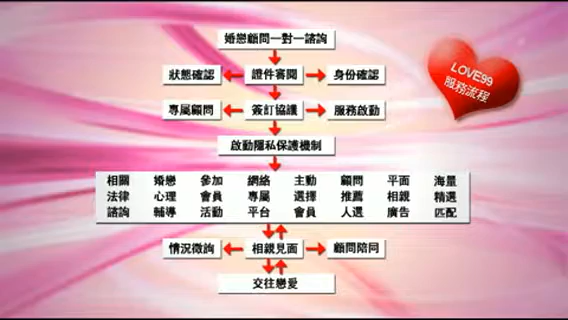 婚戀顧問一對一諮詢
LOVE99
服務流程
狀態確認
證件審閱
身份確認
專屬顧問
簽訂協議
服務啟動
啟動隱私保護機制
相關 婚戀 參加 網絡 主動 顧問 平面 海量
法律 心理 會員 專屬 選擇 推薦 相親 精選
諮詢 輔導 活動 平台 會員 人選 廣告 匹配
情況徵詢
相親見面
顧問陪同
交往戀愛